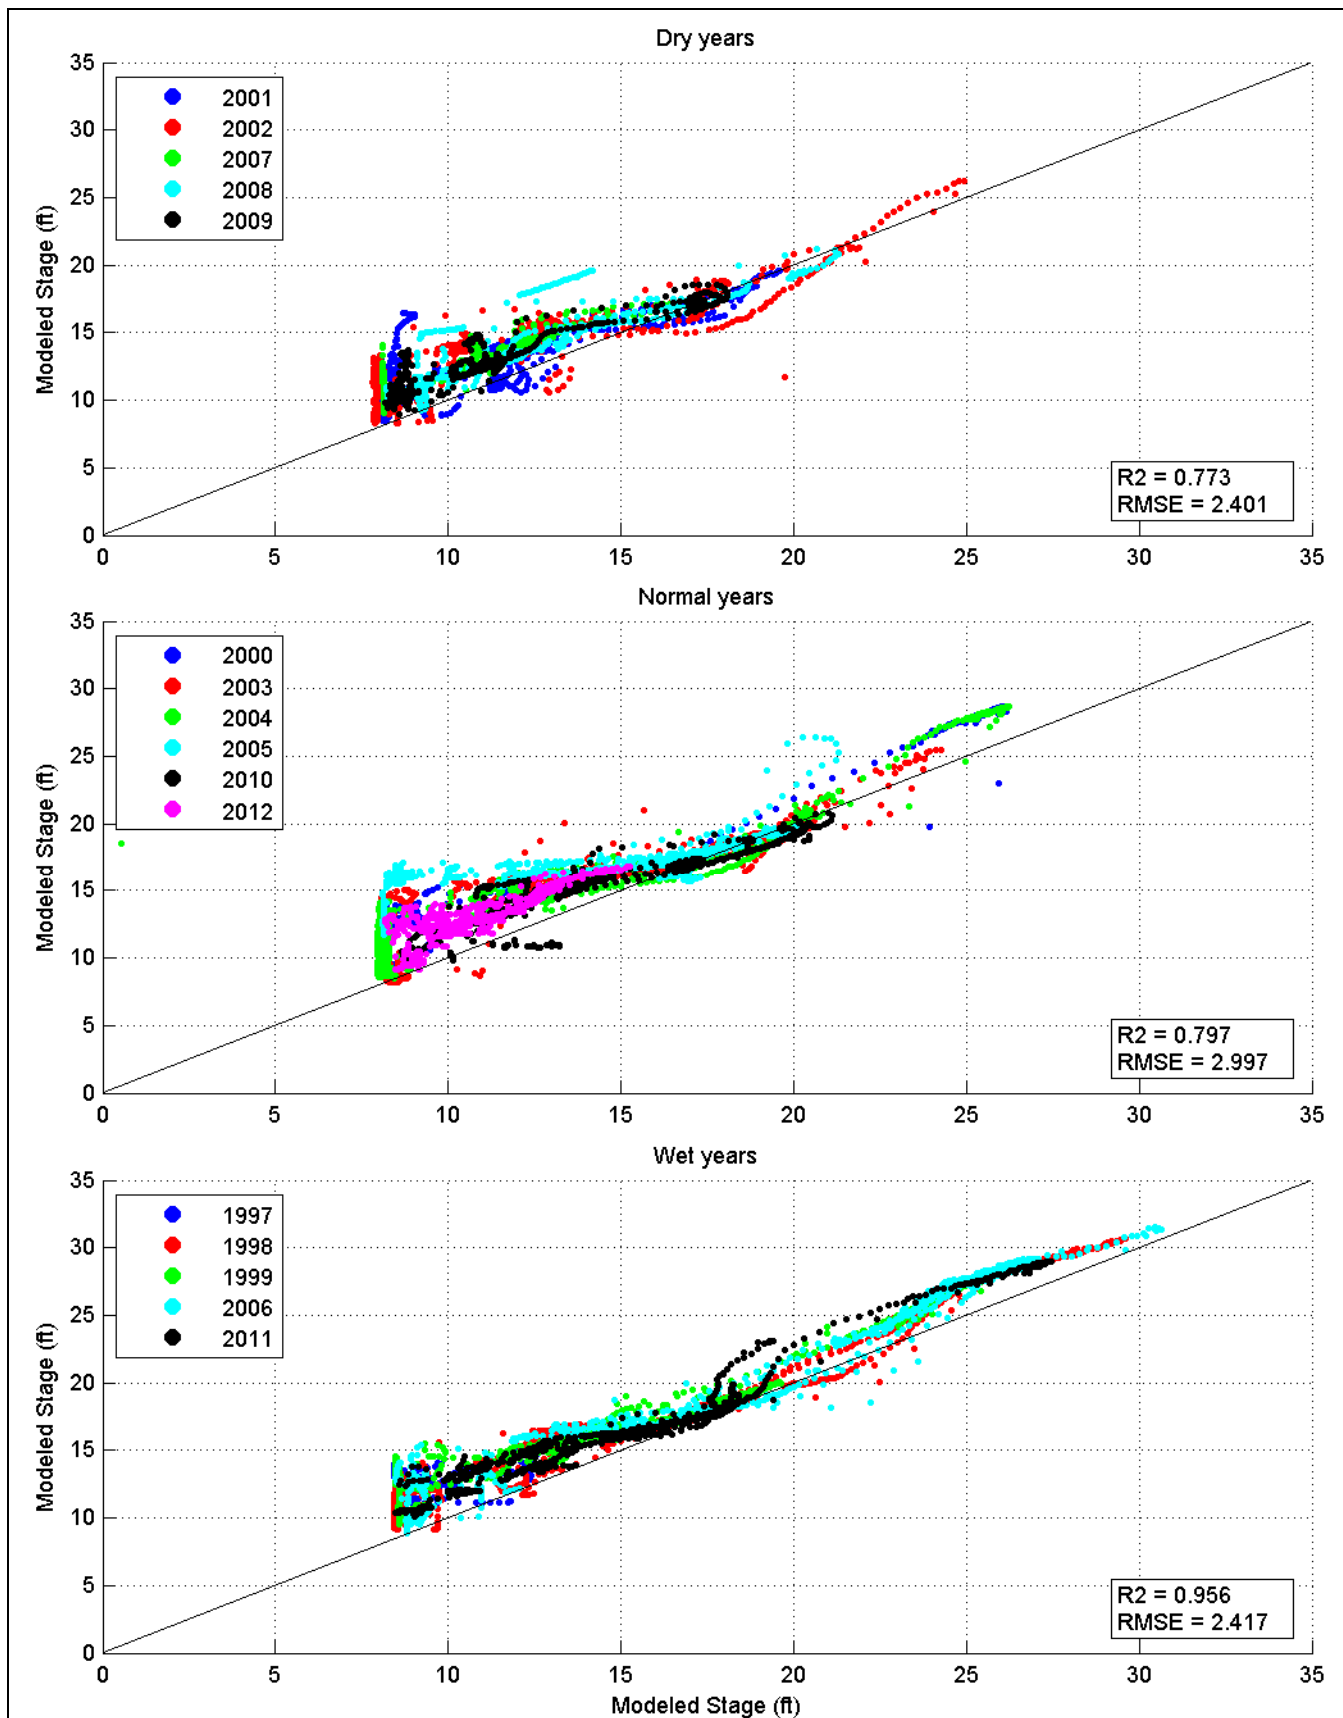 Dry years
35
30
25
20
15
10
5
0
Modeled Stage (ft)
2001
2002
2007
2008
2009
R2 = 0.773
RMSE = 2.401
0 5 10 15 20 25 30 35
Normal years
35
30
25
20
15
10
5
0
Modeled Stage (ft)
2000
2003
2004
2005
2010
2012
R2 = 0.797
RMSE = 2.997
0 5 10 15 20 25 30 35
Wet years
35
30
25
20
15
10
5
0
Modeled Stage (ft)
1997
1998
1999
2006
2011
R2 = 0.956
RMSE = 2.417
0 5 10 15 20 25 30 35
Modeled Stage (ft)